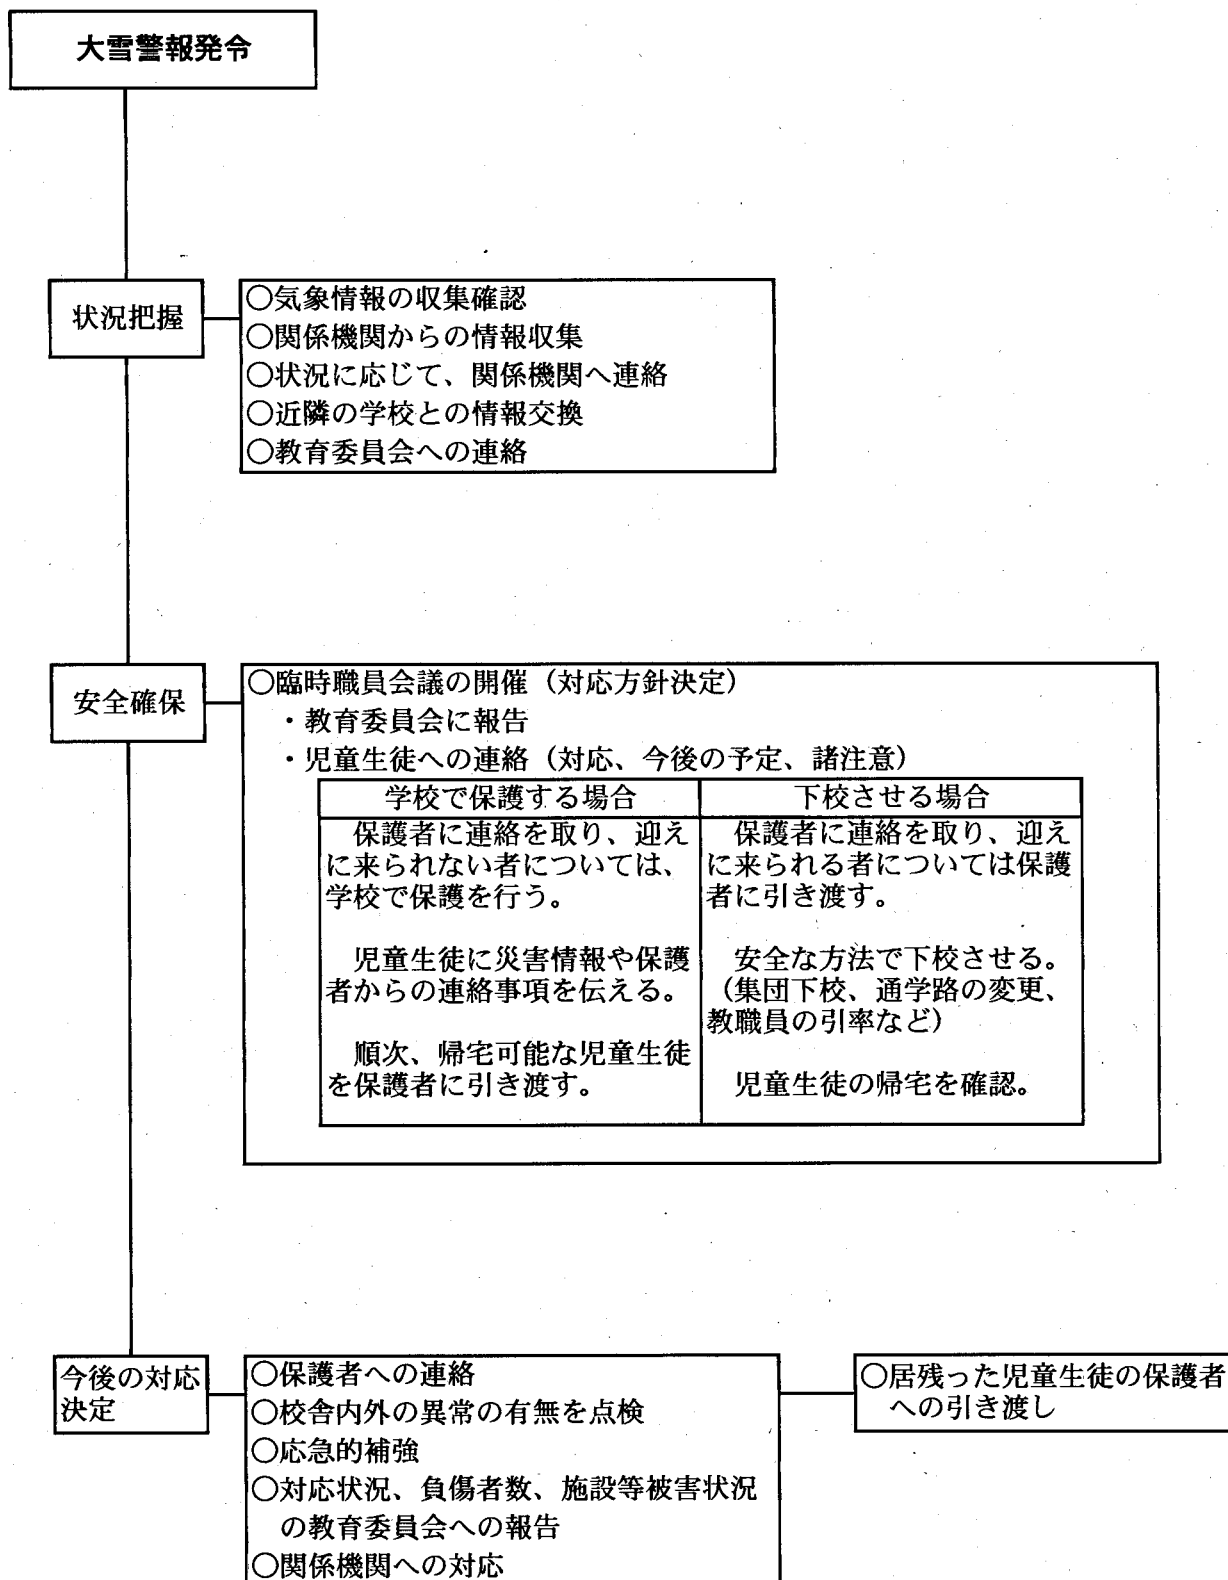 大雪警報発令
状況把握
○気象情報の収集確認
○関係機関からの情報収集
○状況に応じて、関係機関へ連絡
○近隣の学校との情報交換
○教育委員会への連絡
安全確保
○臨時職員会議の開催（対応方針決定）
・教育委員会に報告
・児童生徒への連絡（対応、今後の予定、諸注意）
学校で保護する場合
保護者に連絡を取り、迎え
に来られない者については、
学校で保護を行う。
児童生徒に災害情報や保護
者からの連絡事項を伝える。
順次、帰宅可能な児童生徒
を保護者に引き渡す。
下校させる場合
保護者に連絡を取り、迎え
に来られる者については保護
者に引き渡す。
安全な方法で下校させる。
（集団下校、通学路の変更、
教職員の引率など）
児童生徒の帰宅を確認。
今後の対応
決定
○保護者への連絡
○校舎内外の異常の有無を点検
○応急的補強
○対応状況、負傷者数、施設等被害状況
の教育委員会への報告
○関係機関への対応
○居残った児童生徒の保護者
への引き渡し